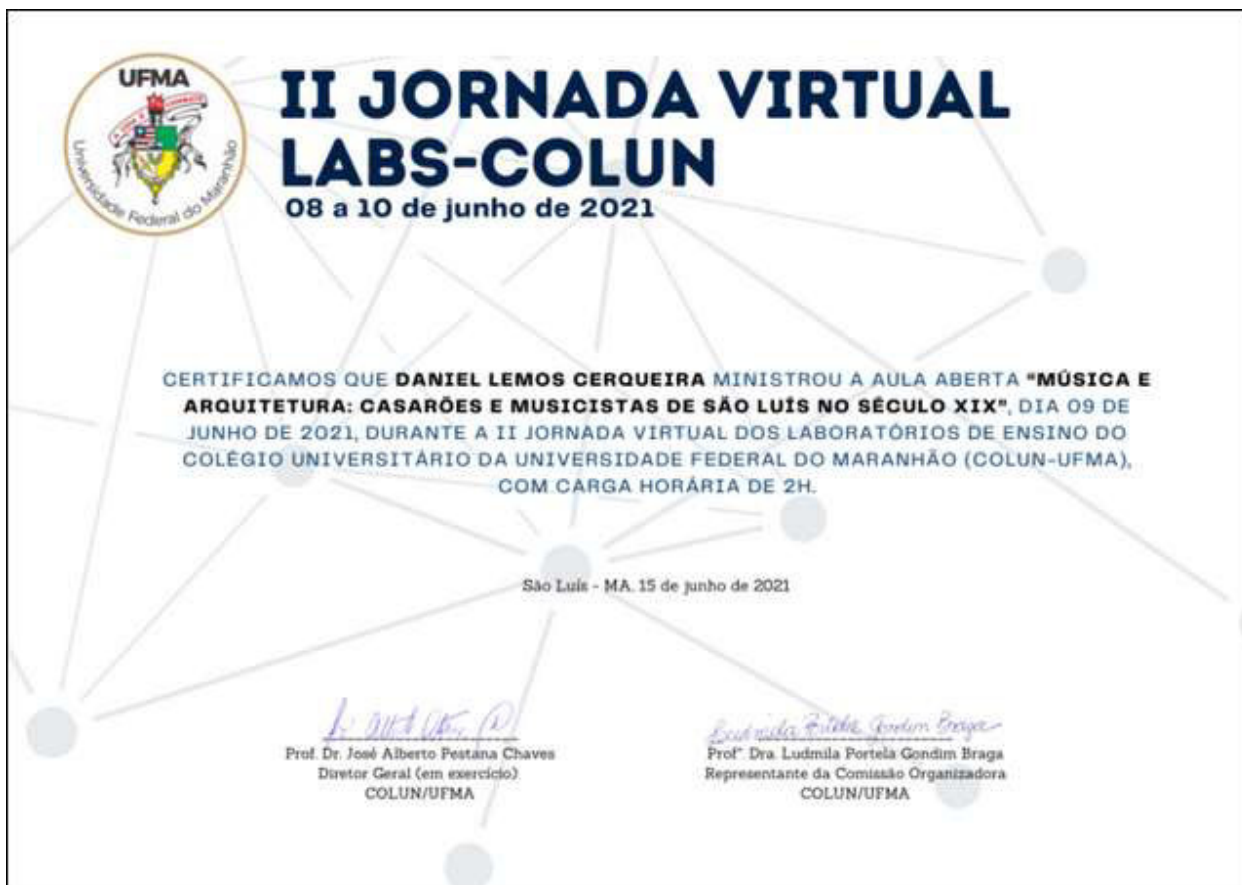 UFMA
Universidade Federal do Maranhão
II JORNADA VIRTUAL
LABS-COLUN
08 a 10 de junho de 2021
CERTIFICAMOS QUE DANIEL LEMOS CERQUEIRA MINISTROU A AULA ABERTA "MÚSICA E
ARQUITETURA: CASARÕES E MUSICISTAS DE SÃO LUÍS NO SÉCULO XIX", DIA 09 DE
JUNHO DE 2021, DURANTE A II JORNADA VIRTUAL DOS LABORATÓRIOS DE ENSINO DO
COLÉGIO UNIVERSITÁRIO DA UNIVERSIDADE FEDERAL DO MARANHÃO (COLUN-UFMA),
COM CARGA HORÁRIA DE 2H.
São Luís - MA, 15 de junho de 2021
Ludmila Portela Gondim Braga
Prof. Dr. José Alberto Pestana Chaves
Diretor Geral (em exercício)
COLUN/UFMA
Profª Dra. Ludmila Portela Gondim Braga
Representante da Comissão Organizadora
COLUN/UFMA